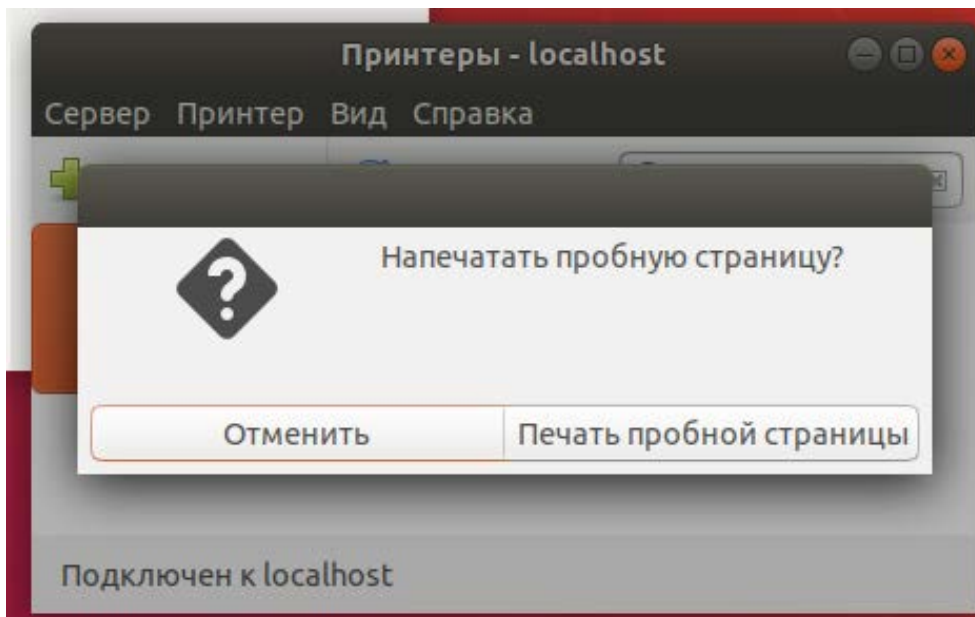 Принтеры - localhost
Сервер Принтер Вид Справка
Напечатать пробную страницу?
Отменить Печать пробной страницы
Подключен к localhost